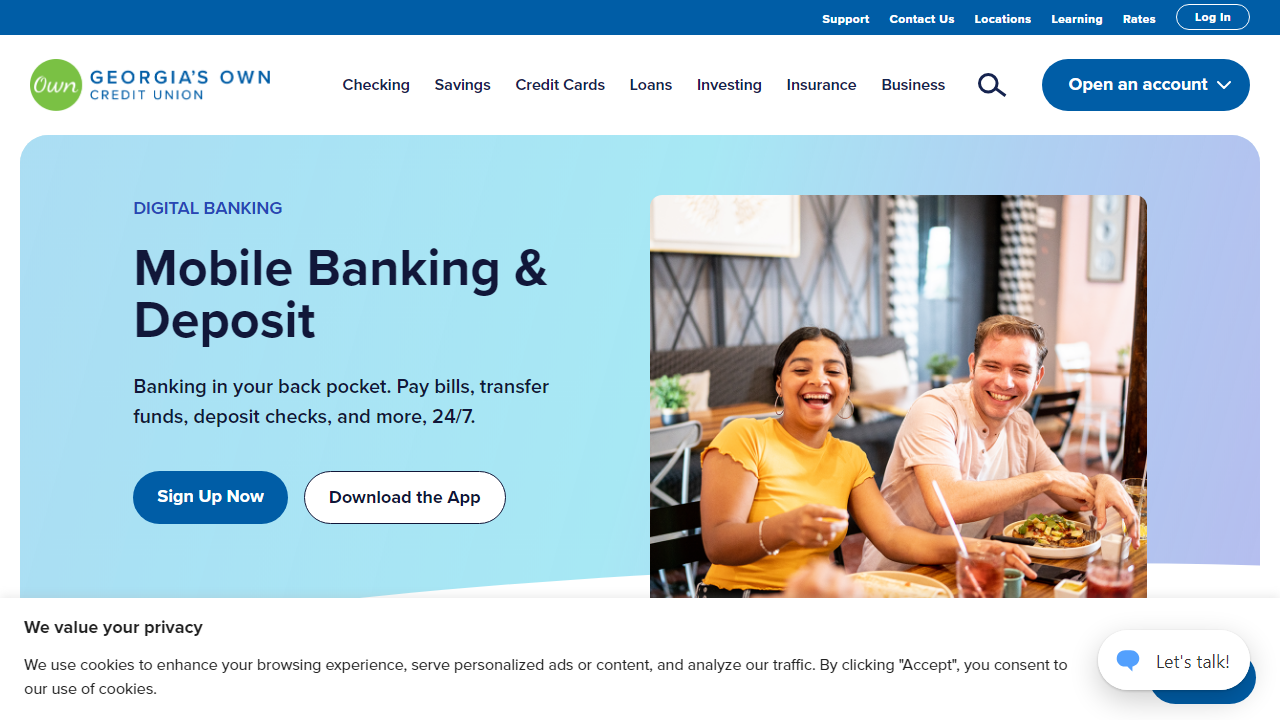 Support Contact Us Locations Learning Rates Log In
Own GEORGIA'S OWN
CREDIT UNION
Checking Savings Credit Cards Loans Investing Insurance Business Open an account
DIGITAL BANKING
Mobile Banking &
Deposit
Banking in your back pocket. Pay bills, transfer
funds, deposit checks, and more, 24/7.
Sign Up Now Download the App
We value your privacy
We use cookies to enhance your browsing experience, serve personalized ads or content, and analyze our traffic. By clicking "Accept", you consent to
our use of cookies.
Let's talk!